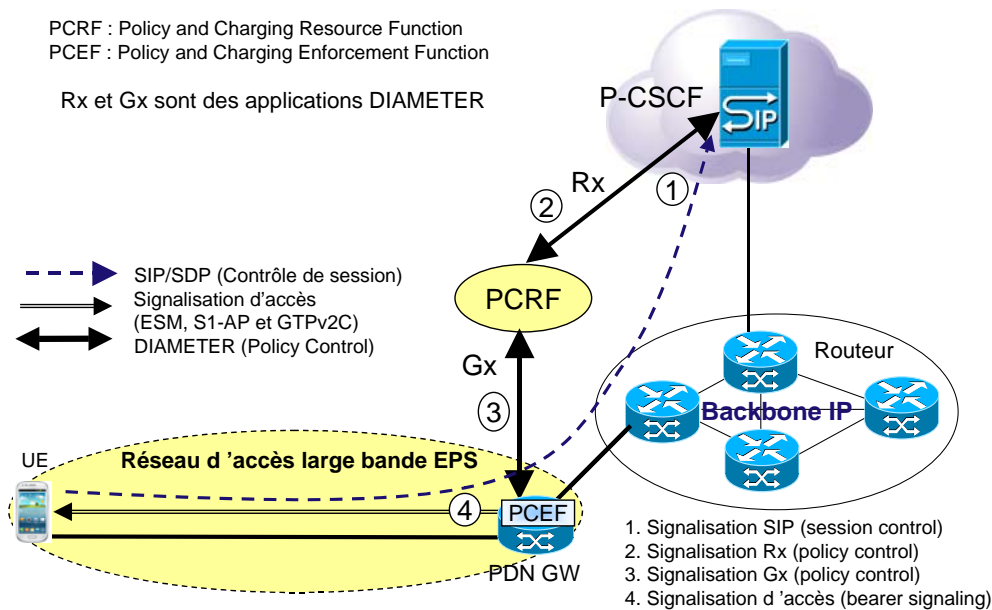 PCRF : Policy and Charging Resource Function
PCEF : Policy and Charging Enforcement Function
Rx et Gx sont des applications DIAMETER
P-CSCF
SIP
Rx
1
2
SIP/SDP (Contrôle de session)
Signalisation d'accès
(ESM, S1-AP et GTPv2C)
DIAMETER (Policy Control)
PCRF
Gx
3
Routeur
Backbone IP
UE
Réseau d ’accès large bande EPS
4
PCEF
PDN GW
1. Signalisation SIP (session control)
2. Signalisation Rx (policy control)
3. Signalisation Gx (policy control)
4. Signalisation d ’accès (bearer signaling)